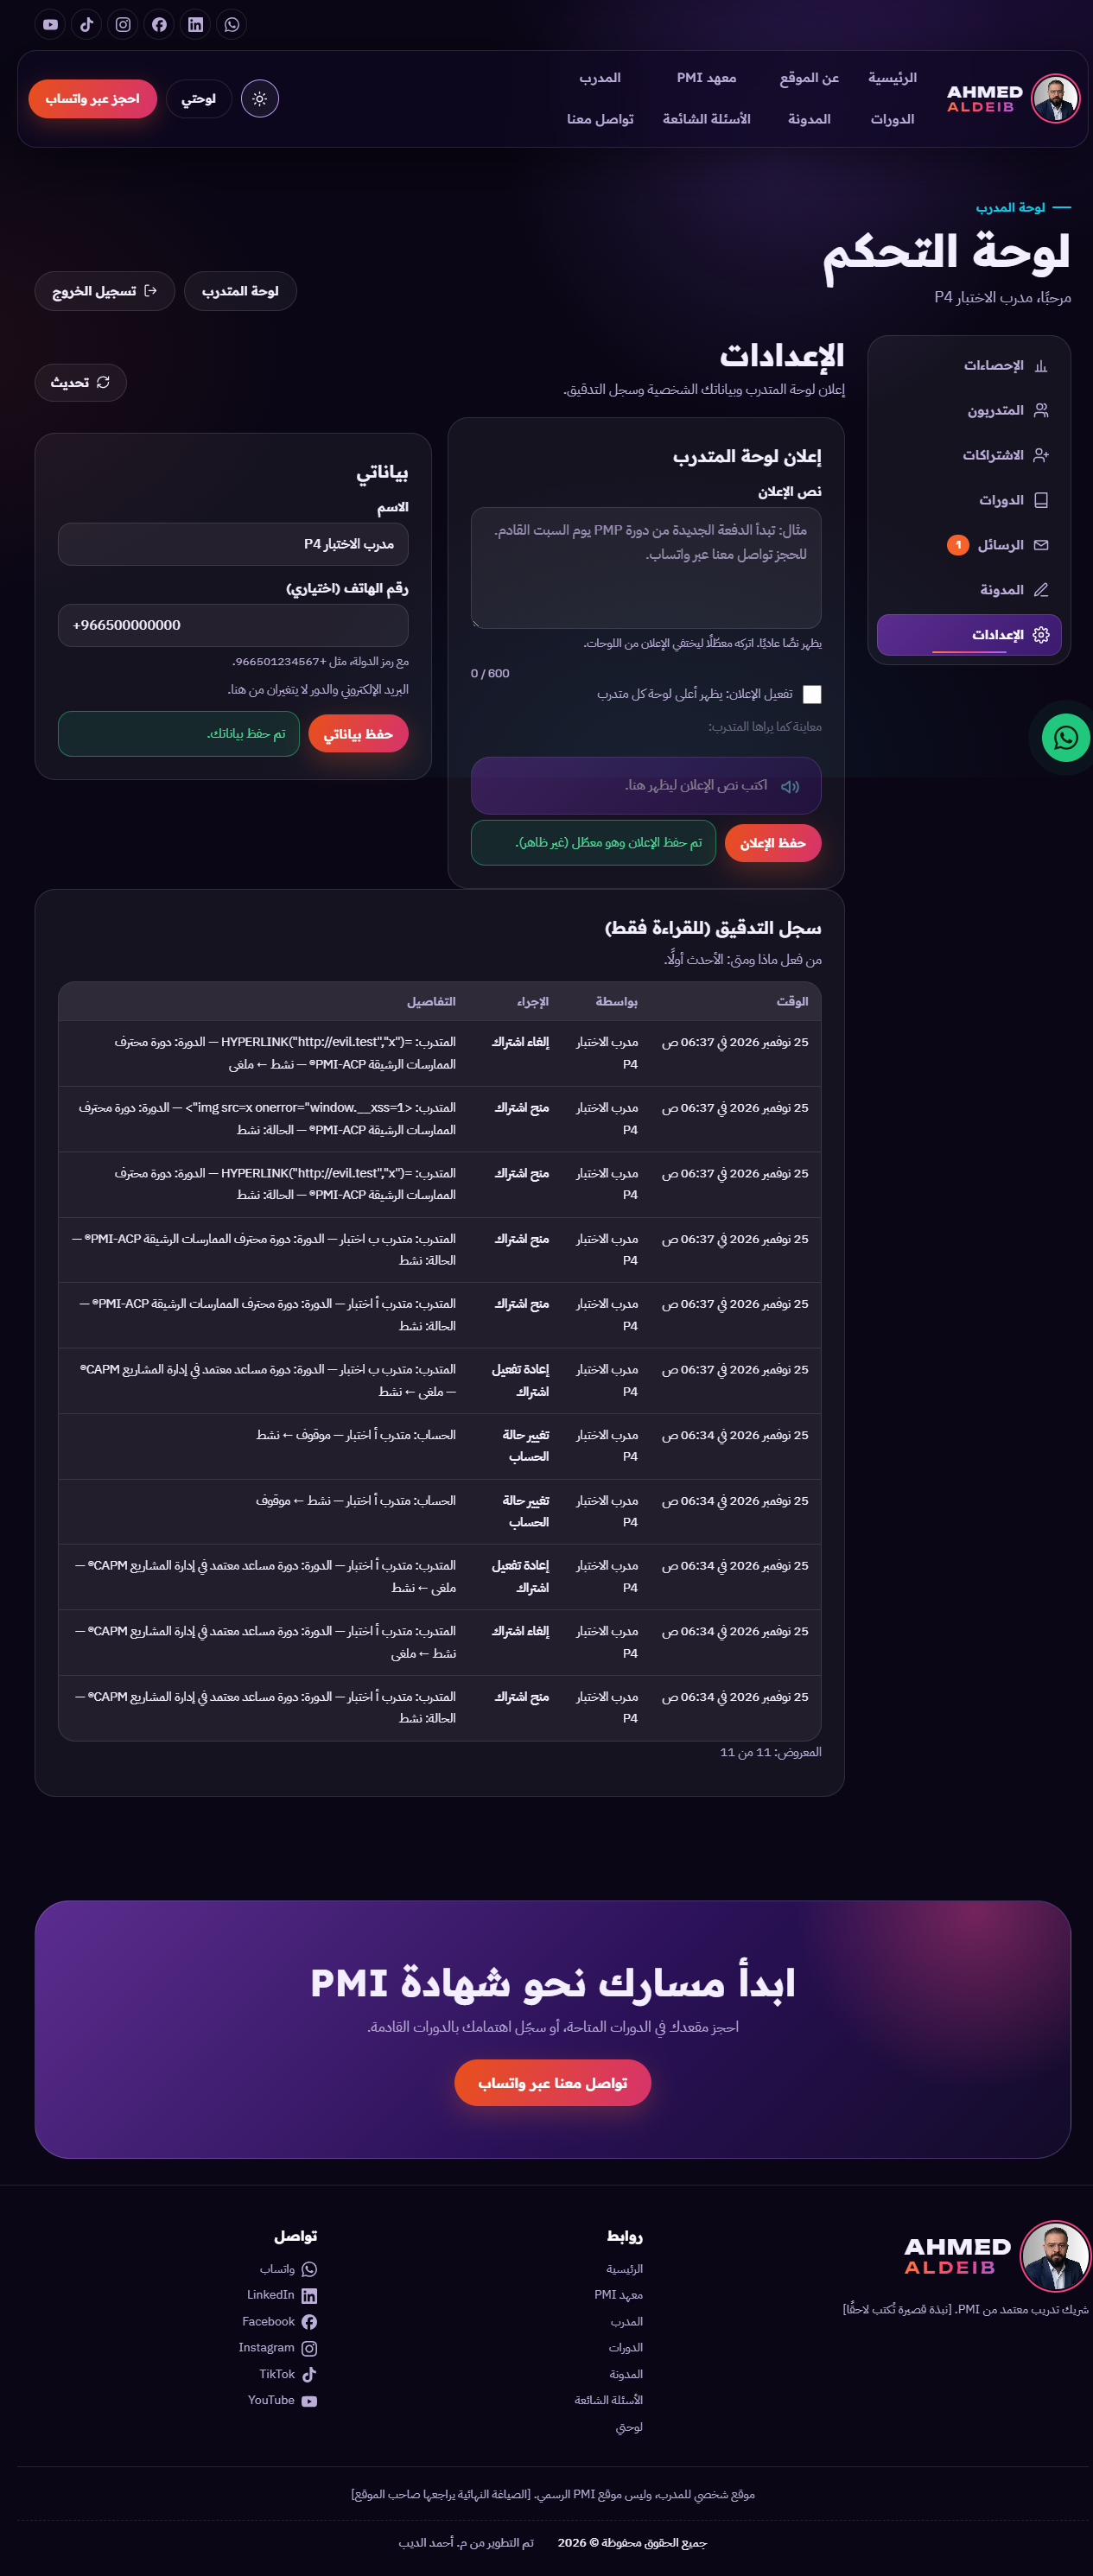 AHMED
ALDEIB
الرئيسية
عن الموقع
معهد PMI
المدرب
الدورات
المدونة
الأسئلة الشائعة
تواصل معنا
لوحتي
احجز عبر واتساب
لوحة المدرب
لوحة التحكم
مرحبًا، مدرب الاختبار P4
لوحة المتدرب
تسجيل الخروج
الإحصاءات
المتدربون
الاشتراكات
الدورات
الرسائل 1
المدونة
الإعدادات
الإعدادات
إعلان لوحة المتدرب وبياناتك الشخصية وسجل التدقيق.
تحديث
إعلان لوحة المتدرب
نص الإعلان
مثال: تبدأ الدفعة الجديدة من دورة PMP يوم السبت القادم.
للحجز تواصل معنا عبر واتساب.
يظهر نصًا عاديًا. اتركه معطّلًا ليختفي الإعلان من اللوحات.
0 / 600
تفعيل الإعلان: يظهر أعلى لوحة كل متدرب
معاينة كما يراها المتدرب:
اكتب نص الإعلان ليظهر هنا.
حفظ الإعلان
تم حفظ الإعلان وهو معطّل (غير ظاهر).
بياناتي
الاسم
مدرب الاختبار P4
رقم الهاتف (اختياري)
+966500000000
مع رمز الدولة، مثل +966501234567.
البريد الإلكتروني والدور لا يتغيران من هنا.
حفظ بياناتي
تم حفظ بياناتك.
سجل التدقيق (للقراءة فقط)
من فعل ماذا ومتى: الأحدث أولًا.
الوقت بواسطة الإجراء التفاصيل
25 نوفمبر 2026 في 06:37 ص مدرب الاختبار إلغاء اشتراك المتدرب: =HYPERLINK("http://evil.test","x") — الدورة: دورة محترف
P4 الممارسات الرشيقة PMI-ACP® — نشط ← ملغى
25 نوفمبر 2026 في 06:37 ص مدرب الاختبار منح اشتراك المتدرب: <img src=x onerror="window.__xss=1"> — الدورة: دورة محترف
P4 الممارسات الرشيقة PMI-ACP® — الحالة: نشط
25 نوفمبر 2026 في 06:37 ص مدرب الاختبار منح اشتراك المتدرب: =HYPERLINK("http://evil.test","x") — الدورة: دورة محترف
P4 الممارسات الرشيقة PMI-ACP® — الحالة: نشط
25 نوفمبر 2026 في 06:37 ص مدرب الاختبار منح اشتراك المتدرب: متدرب ب اختبار — الدورة: دورة محترف الممارسات الرشيقة PMI-ACP® —
P4 الحالة: نشط
25 نوفمبر 2026 في 06:37 ص مدرب الاختبار منح اشتراك المتدرب: متدرب أ اختبار — الدورة: دورة محترف الممارسات الرشيقة PMI-ACP® —
P4 الحالة: نشط
25 نوفمبر 2026 في 06:37 ص مدرب الاختبار إعادة تفعيل المتدرب: متدرب ب اختبار — الدورة: دورة مساعد معتمد في إدارة المشاريع CAPM®
P4 اشتراك — ملغى ← نشط
25 نوفمبر 2026 في 06:34 ص مدرب الاختبار تغيير حالة الحساب: متدرب أ اختبار — موقوف ← نشط
P4 الحساب
25 نوفمبر 2026 في 06:34 ص مدرب الاختبار تغيير حالة الحساب: متدرب أ اختبار — نشط ← موقوف
P4 الحساب
25 نوفمبر 2026 في 06:34 ص مدرب الاختبار إعادة تفعيل المتدرب: متدرب أ اختبار — الدورة: دورة مساعد معتمد في إدارة المشاريع CAPM® —
P4 اشتراك ملغى ← نشط
25 نوفمبر 2026 في 06:34 ص مدرب الاختبار إلغاء اشتراك المتدرب: متدرب أ اختبار — الدورة: دورة مساعد معتمد في إدارة المشاريع CAPM® —
P4 نشط ← ملغى
25 نوفمبر 2026 في 06:34 ص مدرب الاختبار منح اشتراك المتدرب: متدرب أ اختبار — الدورة: دورة مساعد معتمد في إدارة المشاريع CAPM® —
P4 الحالة: نشط
المعروض: 11 من 11
ابدأ مسارك نحو شهادة PMI
احجز مقعدك في الدورات المتاحة، أو سجّل اهتمامك بالدورات القادمة.
تواصل معنا عبر واتساب
AHMED
ALDEIB
شريك تدريب معتمد من PMI. [نبذة قصيرة تُكتب لاحقًا]
روابط
الرئيسية
معهد PMI
المدرب
الدورات
المدونة
الأسئلة الشائعة
لوحتي
تواصل
واتساب
LinkedIn
Facebook
Instagram
TikTok
YouTube
موقع شخصي للمدرب، وليس موقع PMI الرسمي. [الصياغة النهائية يراجعها صاحب الموقع]
جميع الحقوق محفوظة © 2026 تم التطوير من م. أحمد الديب